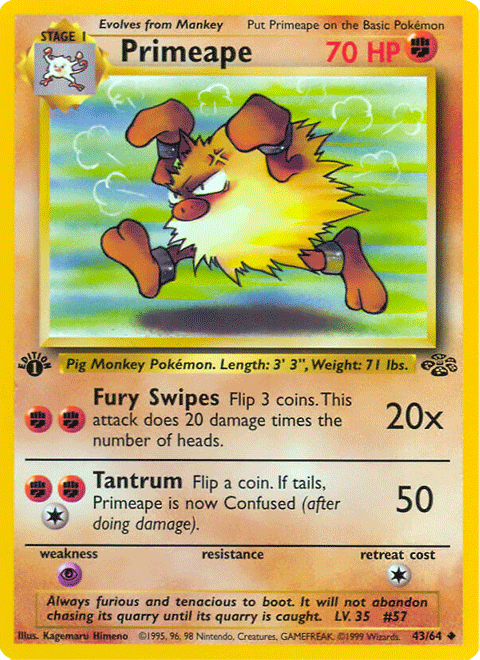 Evolves from Mankey Put Primeape on the Basic Pokémon
STAGE 1
Primeape 70 HP
EDITION
1
Pig Monkey Pokémon. Length: 3' 3", Weight: 71 lbs.
Fury Swipes Flip 3 coins. This
attack does 20 damage times the
number of heads.
20x
Tantrum Flip a coin. If tails,
Primeape is now Confused (after
doing damage).
50
weakness resistance retreat cost
Always furious and tenacious to boot. It will not abandon
chasing its quarry until its quarry is caught. LV. 35 #57
Illus. Kagemaru Himeno ©1995, 96, 98 Nintendo, Creatures, GAMEFREAK. ©1999 Wizards. 43/64